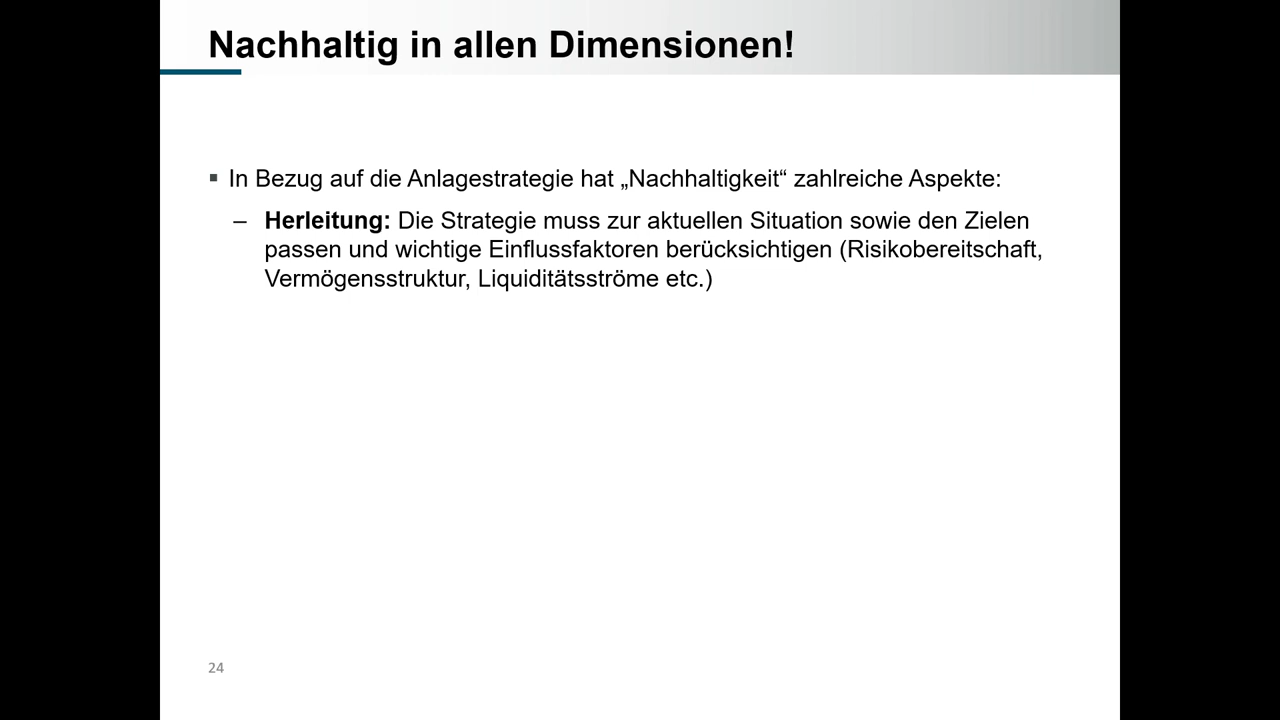 Nachhaltig in allen Dimensionen!
▪ In Bezug auf die Anlagestrategie hat „Nachhaltigkeit“ zahlreiche Aspekte:
– Herleitung: Die Strategie muss zur aktuellen Situation sowie den Zielen
passen und wichtige Einflussfaktoren berücksichtigen (Risikobereitschaft,
Vermögensstruktur, Liquiditätsströme etc.)
24